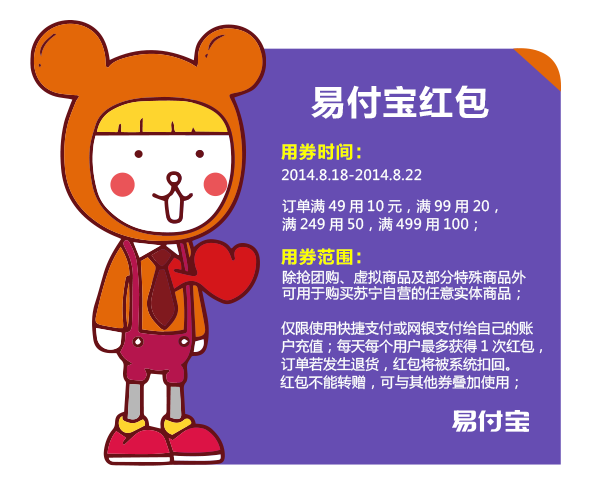 易付宝红包
用券时间：
2014.8.18-2014.8.22
订单满 49 用 10 元，满 99 用 20，
满 249 用 50，满 499 用 100；
用券范围：
除抢团购、虚拟商品及部分特殊商品外
可用于购买苏宁自营的任意实体商品；
仅限使用快捷支付或网银支付给自己的账
户充值；每天每个用户最多获得 1 次红包，
订单若发生退货，红包将被系统扣回。
红包不能转赠，可与其他券叠加使用；
易付宝